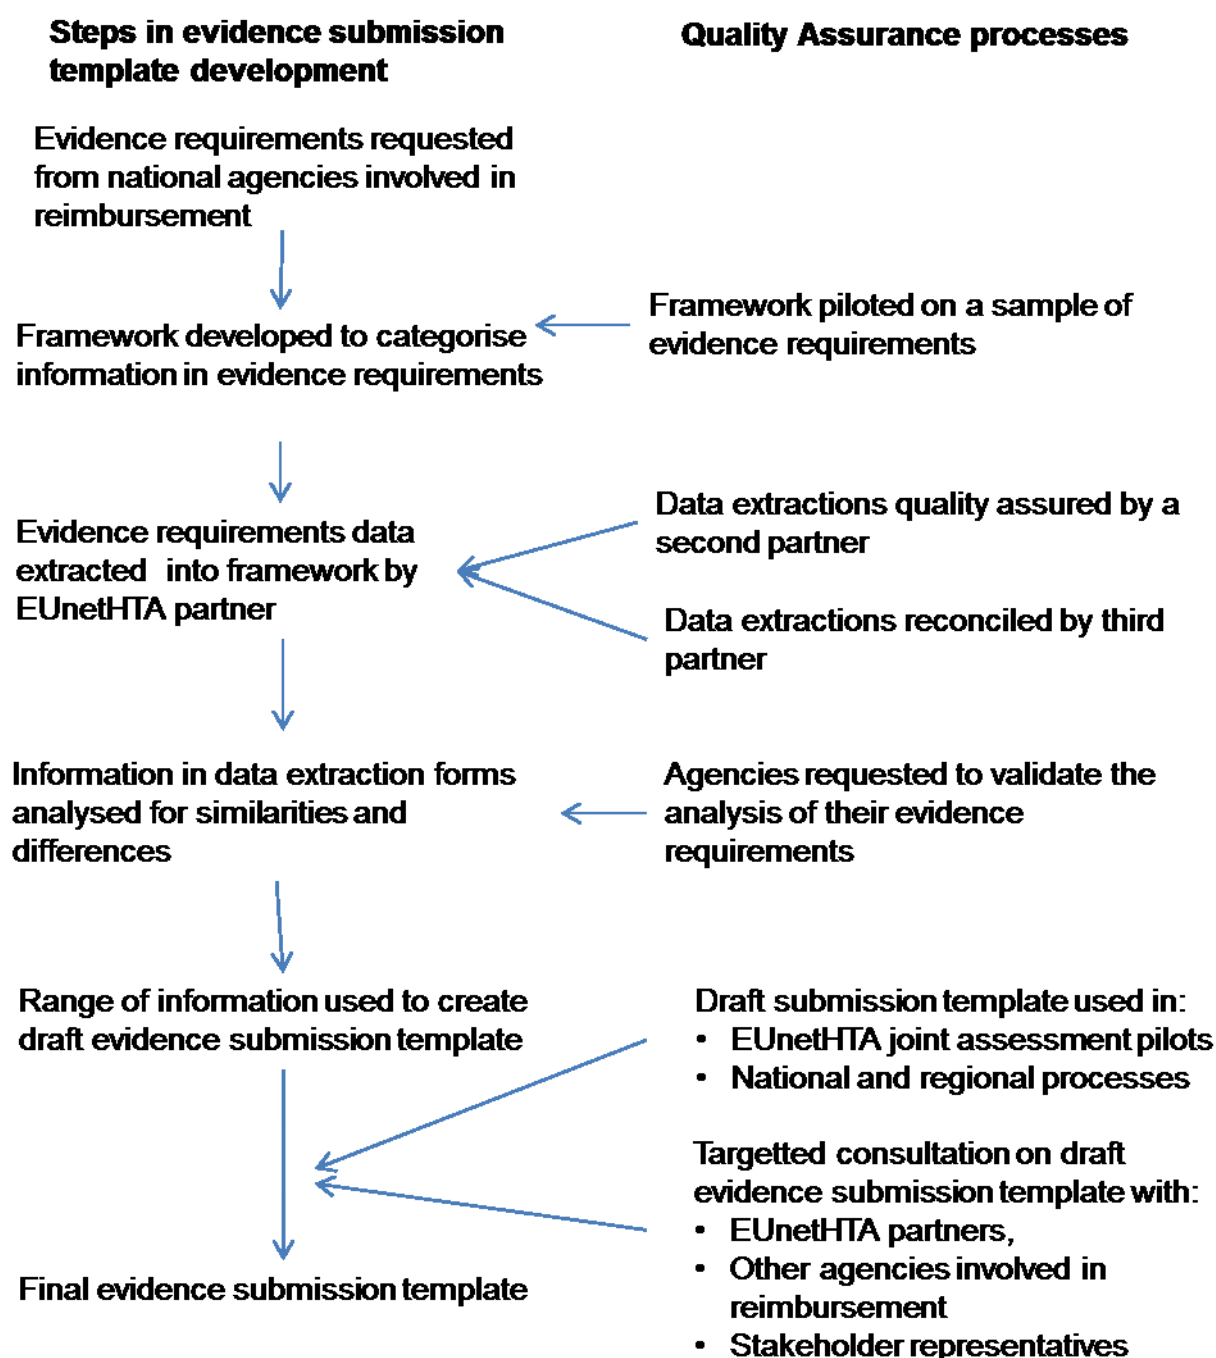 Steps in evidence submission
template development
Quality Assurance processes
Evidence requirements requested
from national agencies involved in
reimbursement
Framework developed to categorise
information in evidence requirements
Framework piloted on a sample of
evidence requirements
Evidence requirements data
extracted into framework by
EUnetHTA partner
Data extractions quality assured by a
second partner
Data extractions reconciled by third
partner
Information in data extraction forms
analysed for similarities and
differences
Agencies requested to validate the
analysis of their evidence
requirements
Range of information used to create
draft evidence submission template
Draft submission template used in:
• EUnetHTA joint assessment pilots
• National and regional processes
Targetted consultation on draft
evidence submission template with:
• EUnetHTA partners,
• Other agencies involved in
reimbursement
• Stakeholder representatives
Final evidence submission template